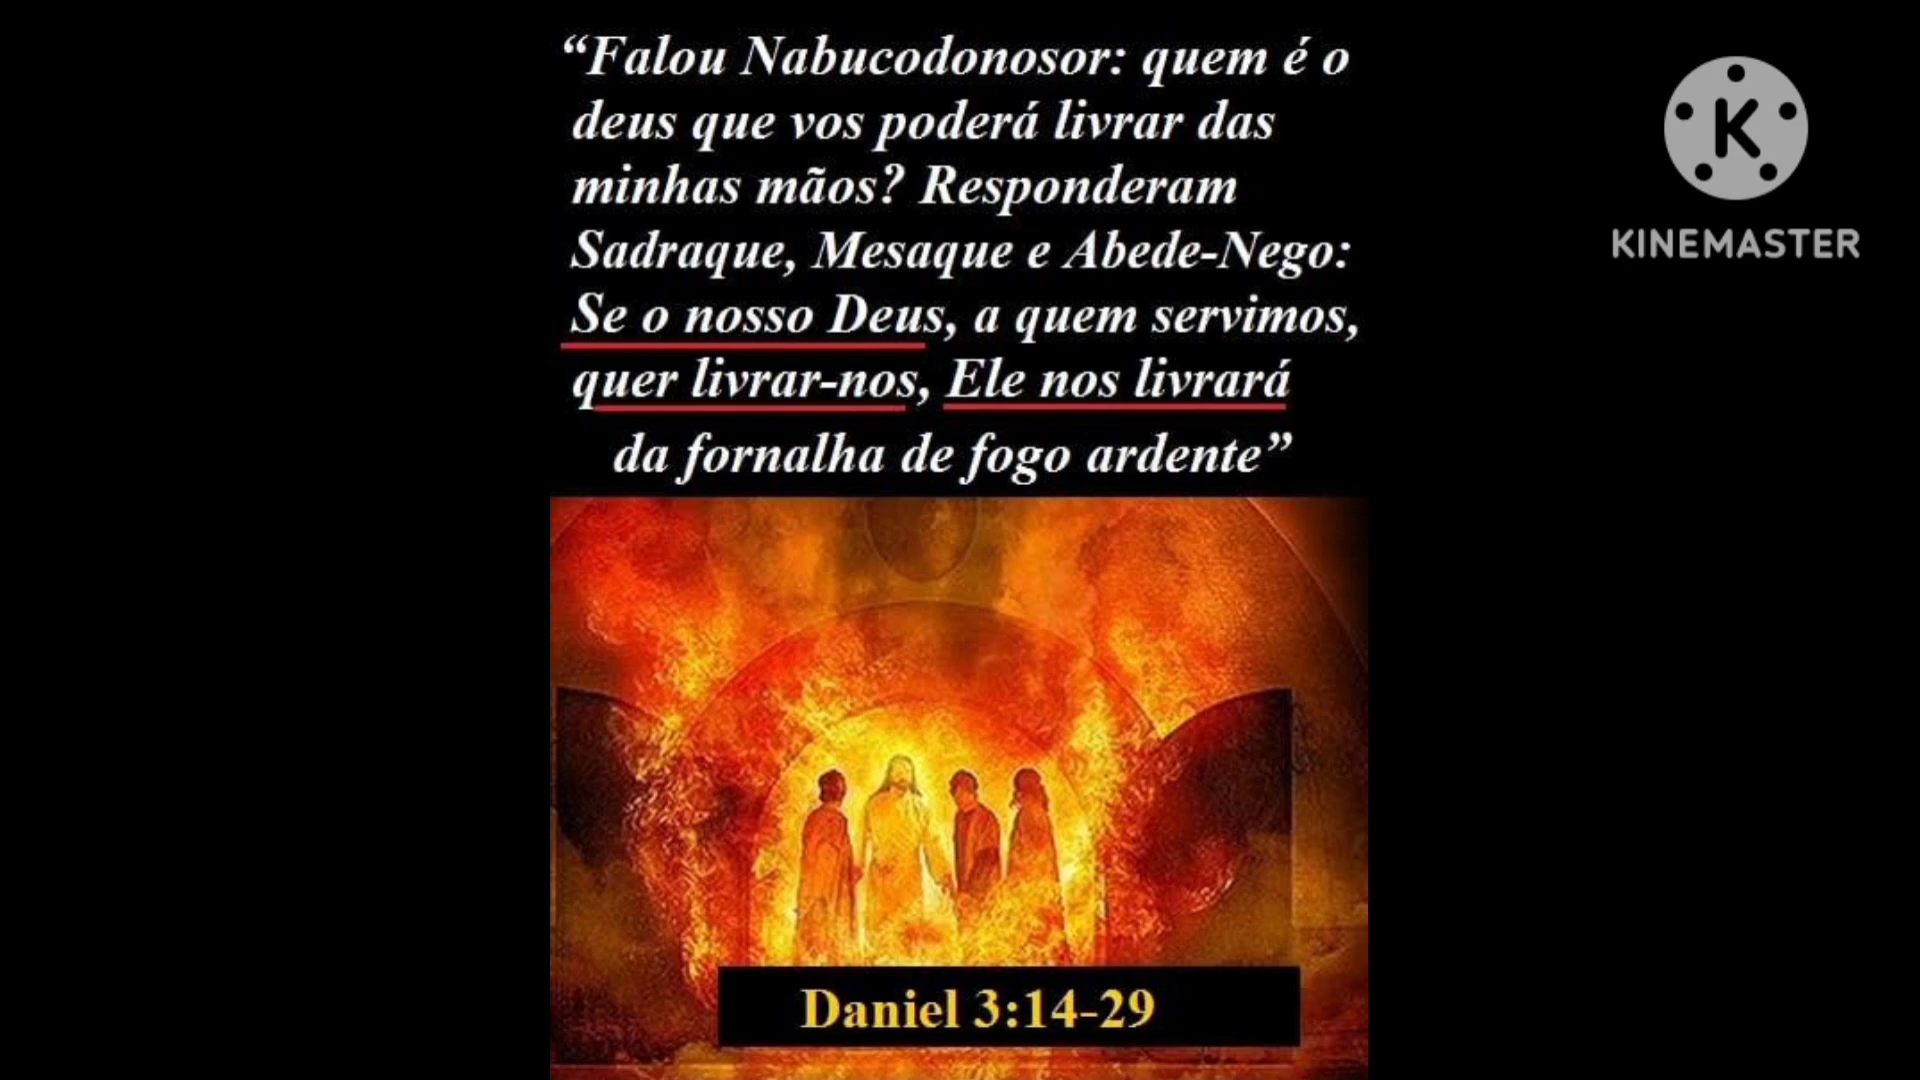 “Falou Nabucodonosor: quem é o
deus que vos poderá livrar das
minhas mãos? Responderam
Sadraque, Mesaque e Abede-Nego:
Se o nosso Deus, a quem servimos,
quer livrar-nos, Ele nos livrará
da fornalha de fogo ardente”
Daniel 3:14-29
K
KINEMASTER